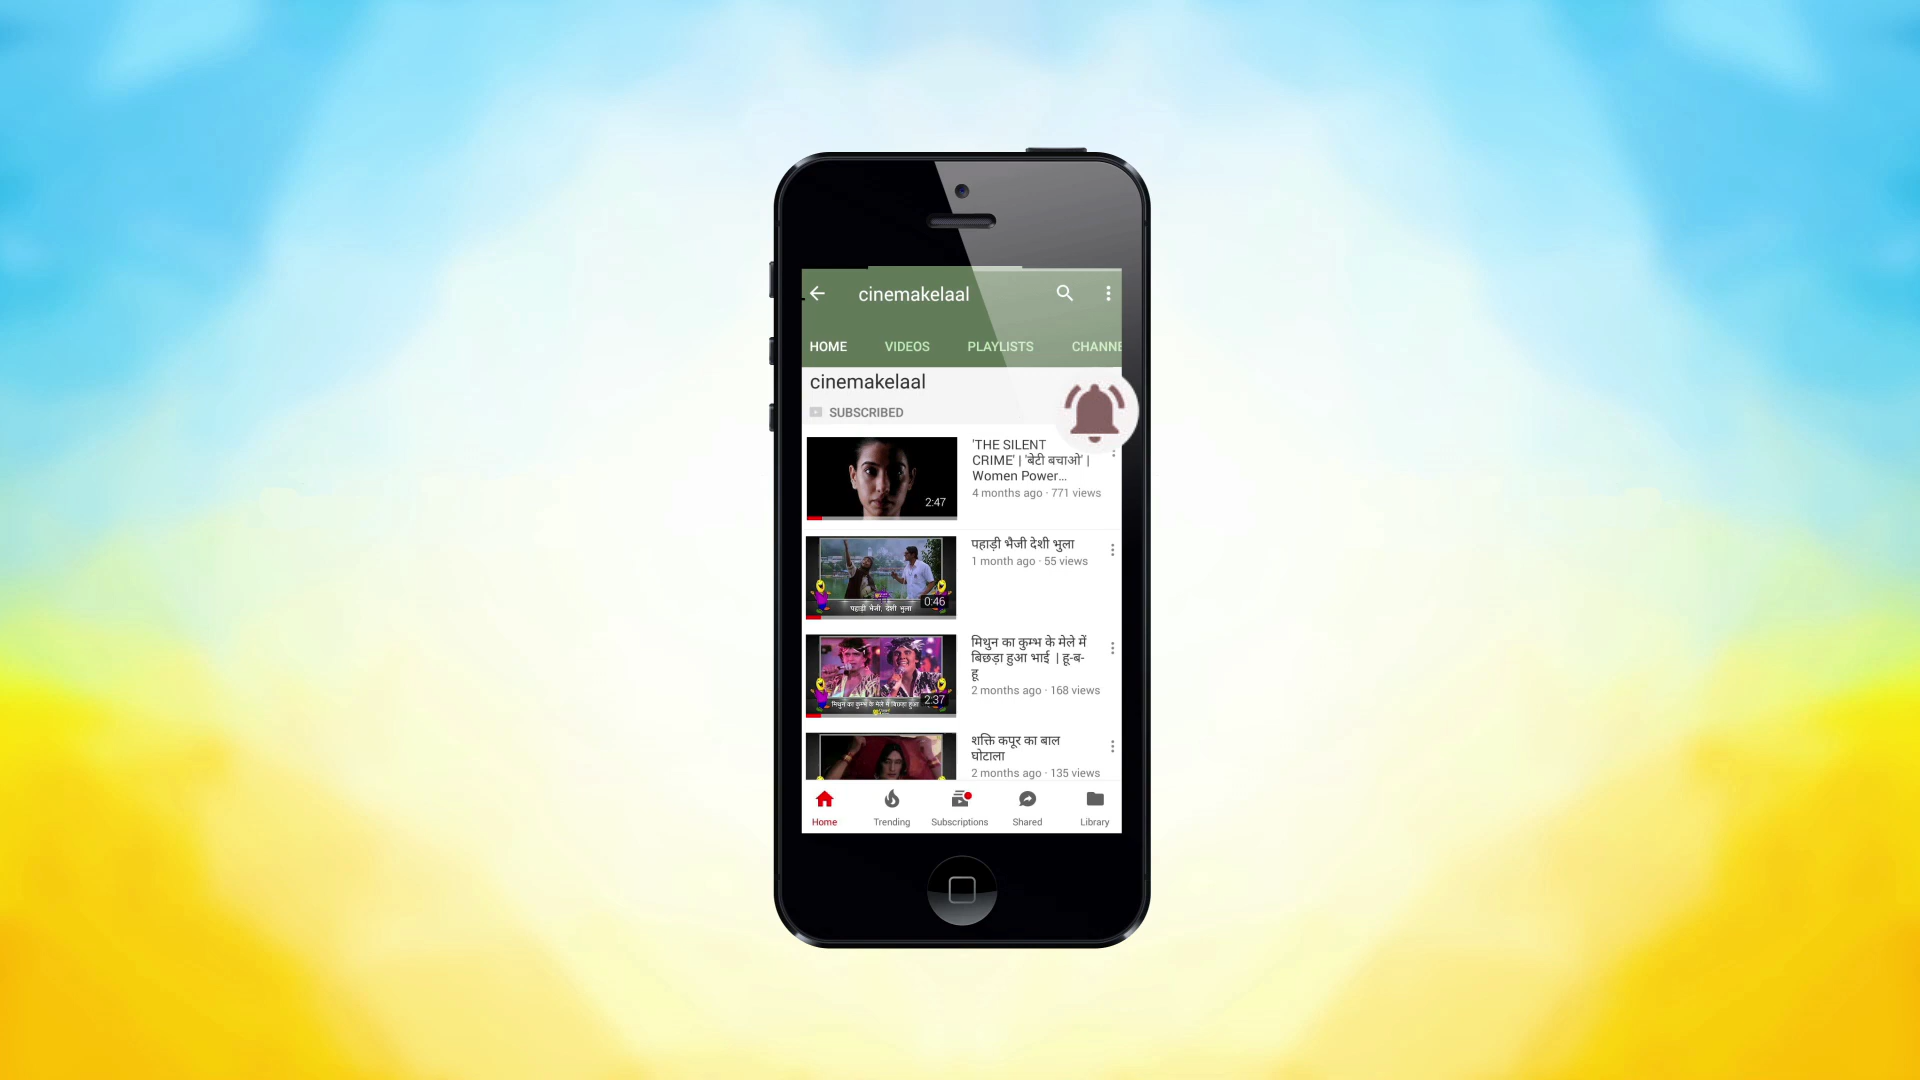 cinemakelaal
HOME VIDEOS PLAYLISTS CHANNE
cinemakelaal
SUBSCRIBED
'THE SILENT
CRIME' | 'बेटी बचाओ' |
Women Power...
4 months ago · 771 views
2:47
पहाड़ी भैजी देशी भुला
1 month ago · 55 views
0:46
पहाड़ी भैजी, देशी भुला
मिथुन का कुम्भ के मेले में
बिछड़ा हुआ भाई | हू-ब-
हू
2 months ago · 168 views
2:37
मिथुन का कुम्भ के मेले में बिछड़ा हुआ
शक्ति कपूर का बाल
घोटाला
2 months ago · 135 views
Home Trending Subscriptions Shared Library